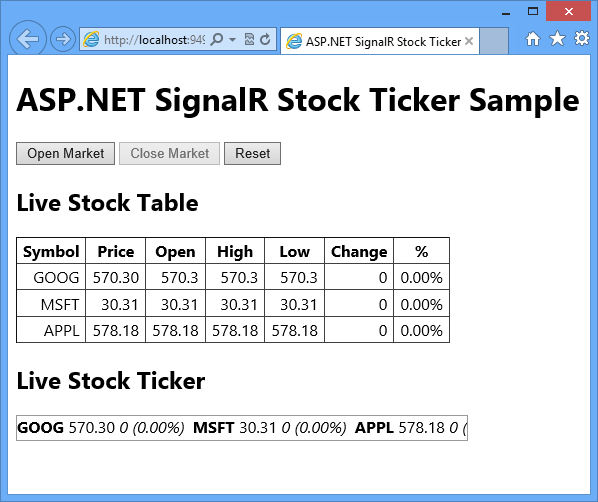 http://localhost:949
ASP.NET SignalR Stock Ticker
ASP.NET SignalR Stock Ticker Sample
Open Market Close Market Reset
Live Stock Table
Symbol Price Open High Low Change %
GOOG 570.30 570.3 570.3 570.3 0 0.00%
MSFT 30.31 30.31 30.31 30.31 0 0.00%
APPL 578.18 578.18 578.18 578.18 0 0.00%
Live Stock Ticker
GOOG 570.30 0 (0.00%) MSFT 30.31 0 (0.00%) APPL 578.18 0 (